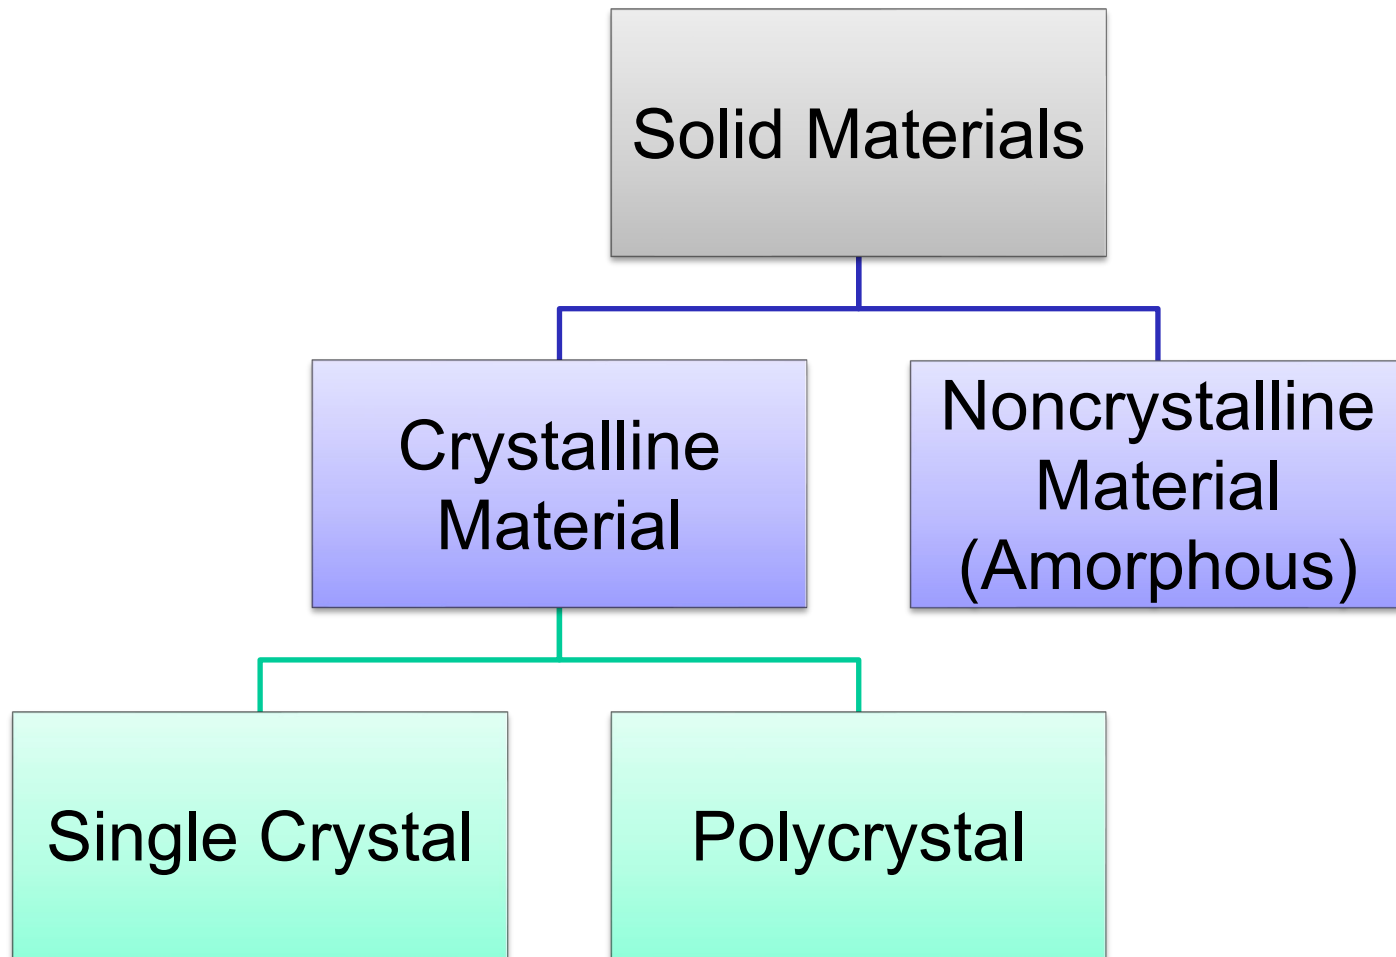 Solid Materials
Crystalline
Material
Noncrystalline
Material
(Amorphous)
Single Crystal
Polycrystal